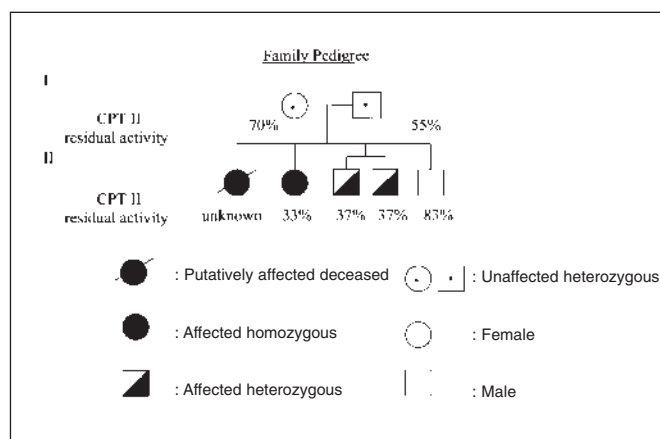 Family Pedigree
I
CPT II
residual activity
70%
55%
II
CPT II
residual activity
unknown 33% 37% 37% 83%
: Putatively affected deceased
: Unaffected heterozygous
: Affected homozygous
: Female
: Affected heterozygous
: Male